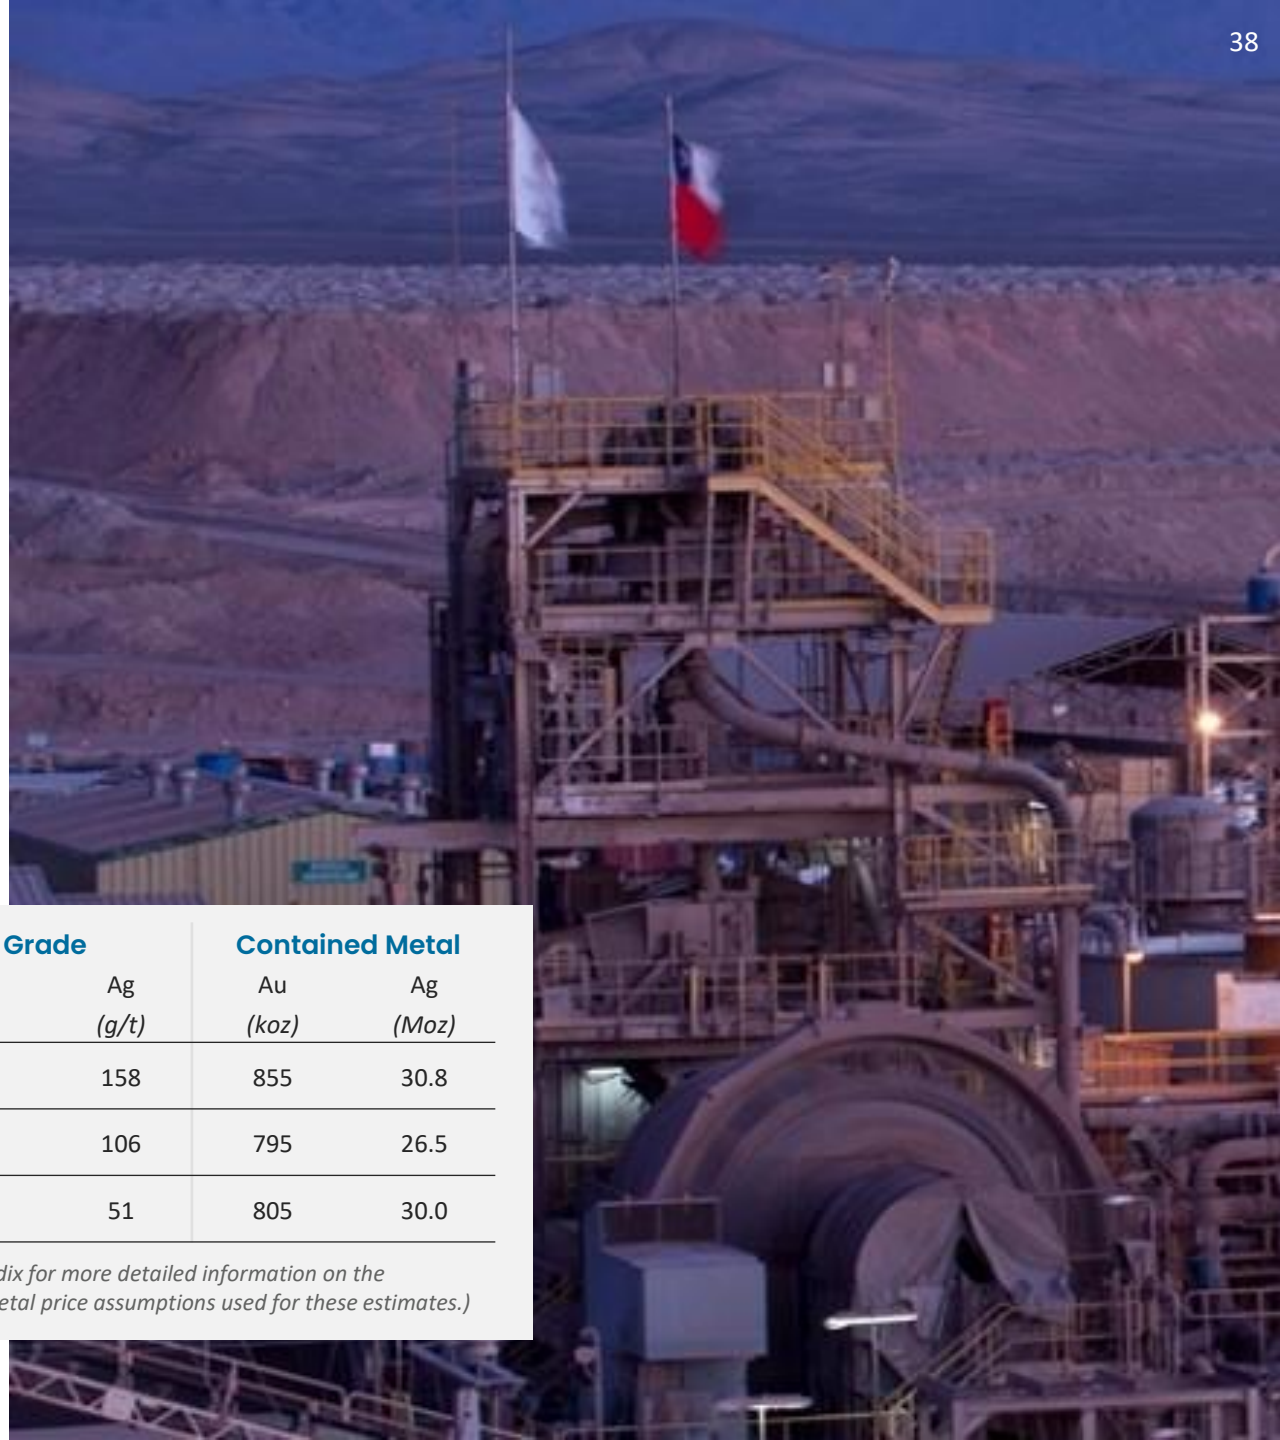 38
Grade Contained Metal
Ag Au Ag
(g/t) (koz) (Moz)
158 855 30.8
106 795 26.5
51 805 30.0
dix for more detailed information on the
etal price assumptions used for these estimates.)